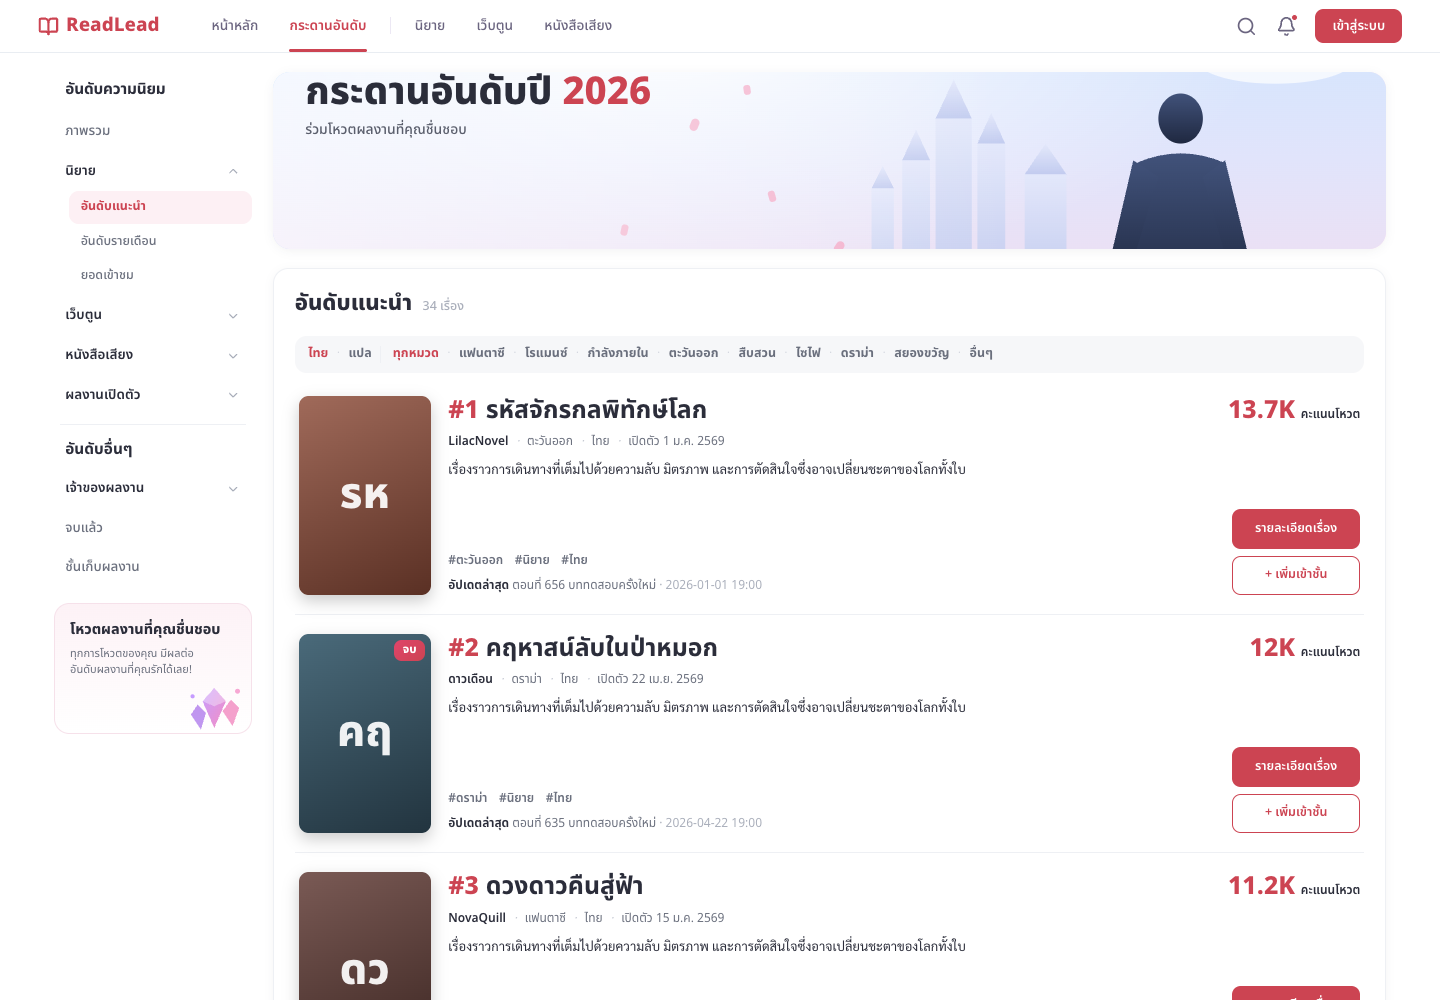 ReadLead
หน้าหลัก
กระดานอันดับ
นิยาย
เว็บตูน
หนังสือเสียง
เข้าสู่ระบบ
อันดับความนิยม
ภาพรวม
นิยาย
อันดับแนะนำ
อันดับรายเดือน
ยอดเข้าชม
เว็บตูน
หนังสือเสียง
ผลงานเปิดตัว
อันดับอื่นๆ
เจ้าของผลงาน
จบแล้ว
ชั้นเก็บผลงาน
โหวตผลงานที่คุณชื่นชอบ
ทุกการโหวตของคุณ มีผลต่อ
อันดับผลงานที่คุณรักได้เลย!
กระดานอันดับปี 2026
ร่วมโหวตผลงานที่คุณชื่นชอบ
อันดับแนะนำ 34 เรื่อง
ไทย · แปล ทุกหมวด · แฟนตาซี · โรแมนซ์ · กำลังภายใน · ตะวันออก · สืบสวน · ไซไฟ · ดราม่า · สยองขวัญ · อื่นๆ
รห
#1 รหัสจักรกลพิทักษ์โลก
13.7K คะแนนโหวต
LilacNovel · ตะวันออก · ไทย · เปิดตัว 1 ม.ค. 2569
เรื่องราวการเดินทางที่เต็มไปด้วยความลับ มิตรภาพ และการตัดสินใจซึ่งอาจเปลี่ยนชะตาของโลกทั้งใบ
รายละเอียดเรื่อง
#ตะวันออก #นิยาย #ไทย
+ เพิ่มเข้าชั้น
อัปเดตล่าสุด ตอนที่ 656 บททดสอบครั้งใหม่ · 2026-01-01 19:00
จบ
คฤ
#2 คฤหาสน์ลับในป่าหมอก
12K คะแนนโหวต
ดาวเดือน · ดราม่า · ไทย · เปิดตัว 22 เม.ย. 2569
เรื่องราวการเดินทางที่เต็มไปด้วยความลับ มิตรภาพ และการตัดสินใจซึ่งอาจเปลี่ยนชะตาของโลกทั้งใบ
รายละเอียดเรื่อง
#ดราม่า #นิยาย #ไทย
+ เพิ่มเข้าชั้น
อัปเดตล่าสุด ตอนที่ 635 บททดสอบครั้งใหม่ · 2026-04-22 19:00
ดว
#3 ดวงดาวคืนสู่ฟ้า
11.2K คะแนนโหวต
NovaQuill · แฟนตาซี · ไทย · เปิดตัว 15 ม.ค. 2569
เรื่องราวการเดินทางที่เต็มไปด้วยความลับ มิตรภาพ และการตัดสินใจซึ่งอาจเปลี่ยนชะตาของโลกทั้งใบ